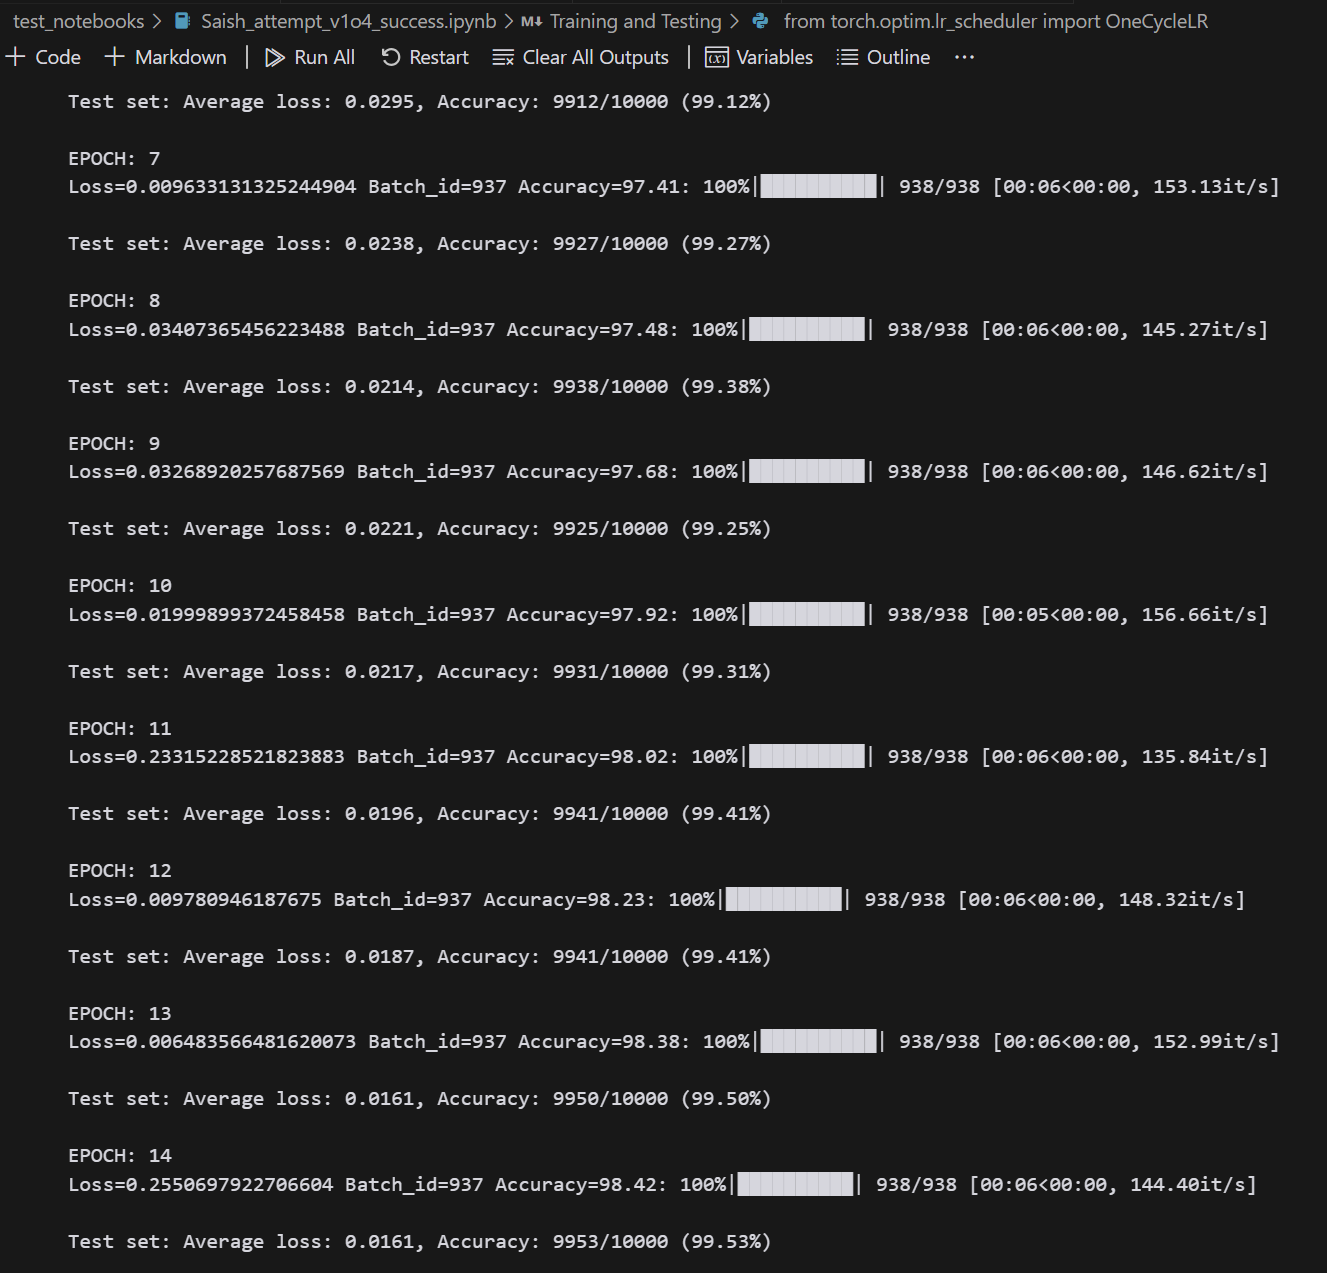 test_notebooks > Saish_attempt_v1o4_success.ipynb > M↓ Training and Testing > from torch.optim.lr_scheduler import OneCycleLR
+ Code + Markdown | Run All Restart Clear All Outputs | Variables Outline ...
Test set: Average loss: 0.0295, Accuracy: 9912/10000 (99.12%)
EPOCH: 7
Loss=0.009633131325244904 Batch_id=937 Accuracy=97.41: 100%|██████████| 938/938 [00:06<00:00, 153.13it/s]
Test set: Average loss: 0.0238, Accuracy: 9927/10000 (99.27%)
EPOCH: 8
Loss=0.03407365456223488 Batch_id=937 Accuracy=97.48: 100%|██████████| 938/938 [00:06<00:00, 145.27it/s]
Test set: Average loss: 0.0214, Accuracy: 9938/10000 (99.38%)
EPOCH: 9
Loss=0.03268920257687569 Batch_id=937 Accuracy=97.68: 100%|██████████| 938/938 [00:06<00:00, 146.62it/s]
Test set: Average loss: 0.0221, Accuracy: 9925/10000 (99.25%)
EPOCH: 10
Loss=0.01999899372458458 Batch_id=937 Accuracy=97.92: 100%|██████████| 938/938 [00:05<00:00, 156.66it/s]
Test set: Average loss: 0.0217, Accuracy: 9931/10000 (99.31%)
EPOCH: 11
Loss=0.23315228521823883 Batch_id=937 Accuracy=98.02: 100%|██████████| 938/938 [00:06<00:00, 135.84it/s]
Test set: Average loss: 0.0196, Accuracy: 9941/10000 (99.41%)
EPOCH: 12
Loss=0.009780946187675 Batch_id=937 Accuracy=98.23: 100%|██████████| 938/938 [00:06<00:00, 148.32it/s]
Test set: Average loss: 0.0187, Accuracy: 9941/10000 (99.41%)
EPOCH: 13
Loss=0.006483566481620073 Batch_id=937 Accuracy=98.38: 100%|██████████| 938/938 [00:06<00:00, 152.99it/s]
Test set: Average loss: 0.0161, Accuracy: 9950/10000 (99.50%)
EPOCH: 14
Loss=0.2550697922706604 Batch_id=937 Accuracy=98.42: 100%|██████████| 938/938 [00:06<00:00, 144.40it/s]
Test set: Average loss: 0.0161, Accuracy: 9953/10000 (99.53%)